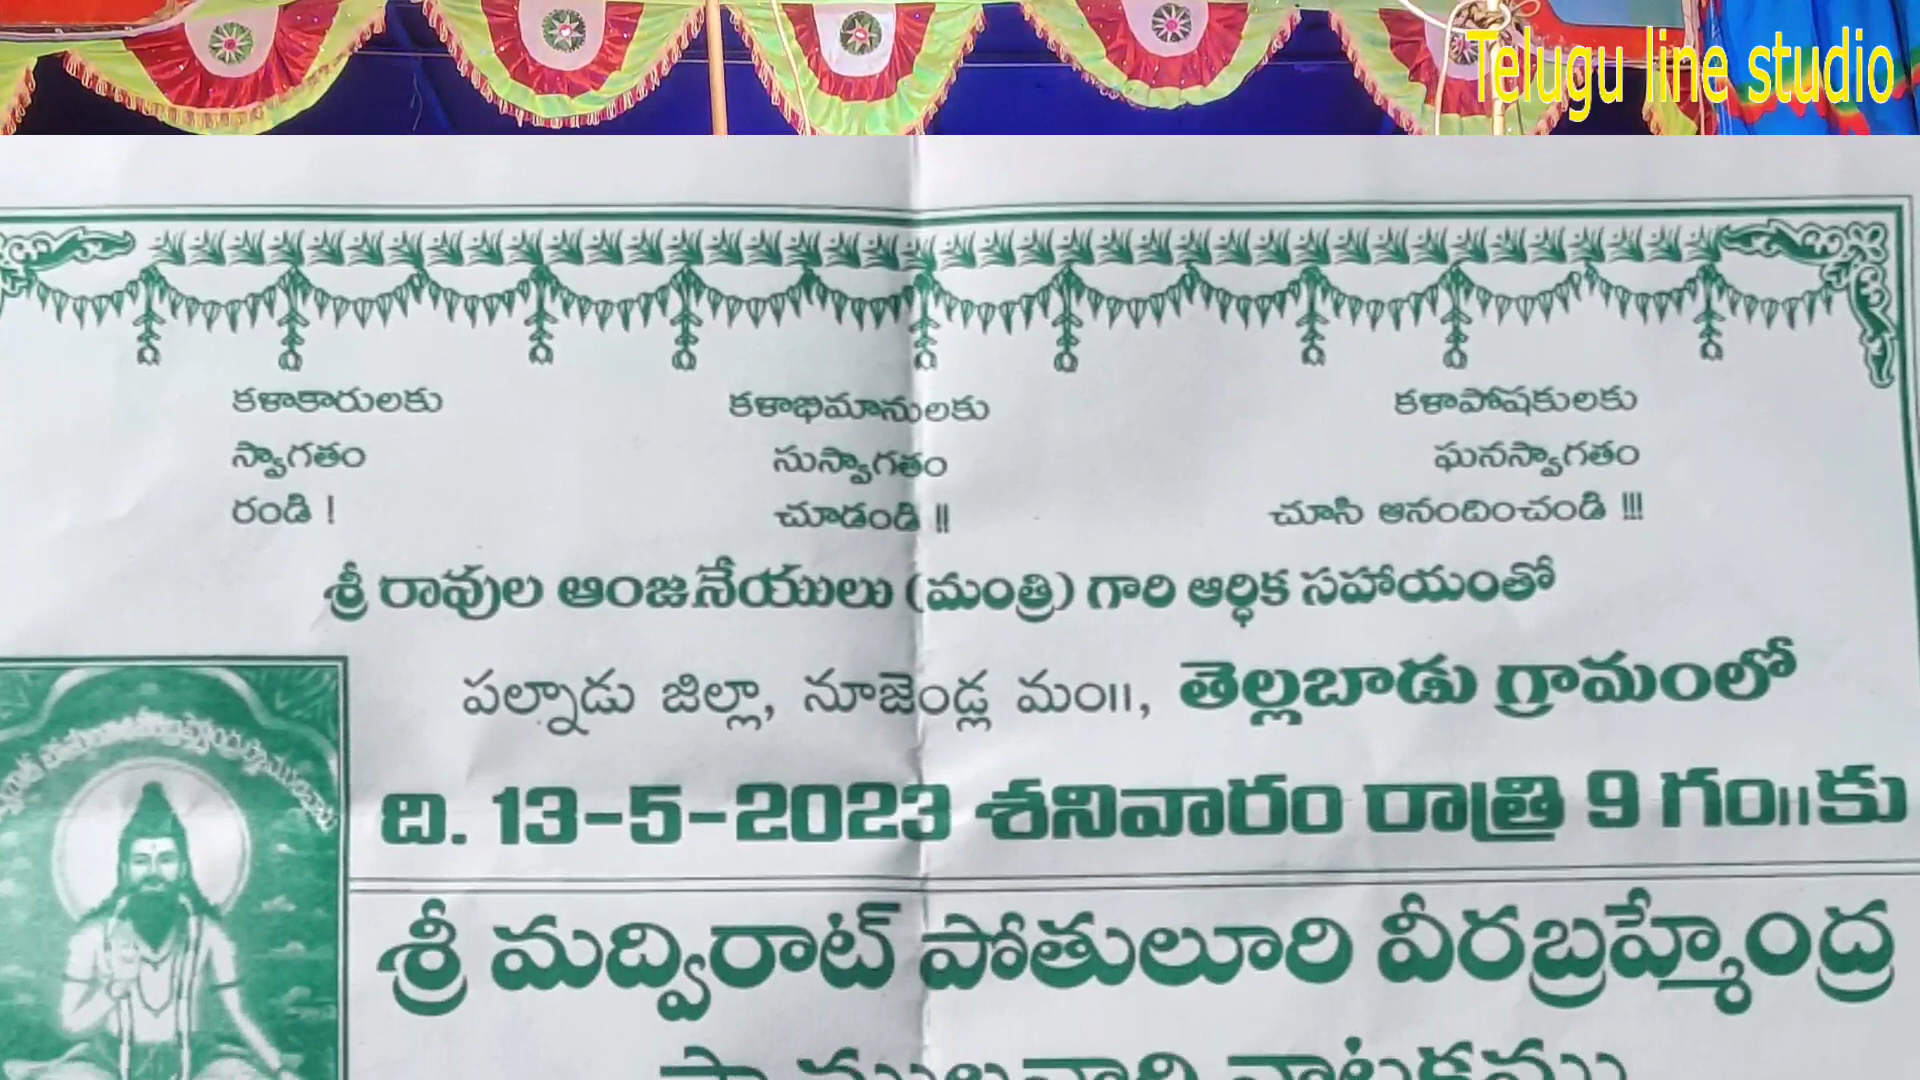 Telugu line studio
కళాకారులకు కళాభిమానులకు కళాపోషకులకు
స్వాగతం సుస్వాగతం ఘనస్వాగతం
రండి ! చూడండి !! చూసి ఆనందించండి !!!
శ్రీ రావుల ఆంజనేయులు (మంత్రి) గారి ఆర్ధిక సహాయంతో
పల్నాడు జిల్లా, నూజెండ్ల మం॥, తెల్లబాడు గ్రామంలో
ది. 13-5-2023 శనివారం రాత్రి 9 గం॥కు
శ్రీ మద్విరాట్ పోతులూరి వీరబ్రహ్మేంద్ర